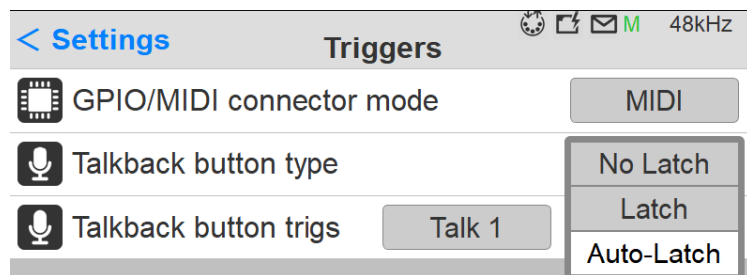 < Settings
Triggers
M 48kHz
GPIO/MIDI connector mode MIDI
Talkback button type No Latch
Latch
Talkback button trigs Talk 1
Auto-Latch